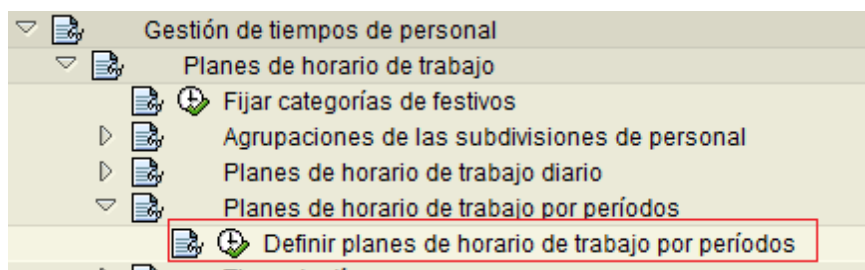 Gestión de tiempos de personal
Planes de horario de trabajo
Fijar categorías de festivos
Agrupaciones de las subdivisiones de personal
Planes de horario de trabajo diario
Planes de horario de trabajo por períodos
Definir planes de horario de trabajo por períodos